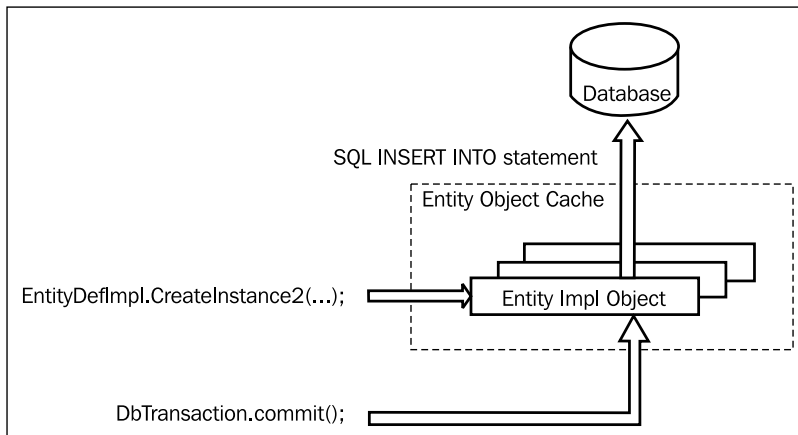 Database
SQL INSERT INTO statement
Entity Object Cache
EntityDefImpl.CreateInstance2(...);
Entity Impl Object
DbTransaction.commit();